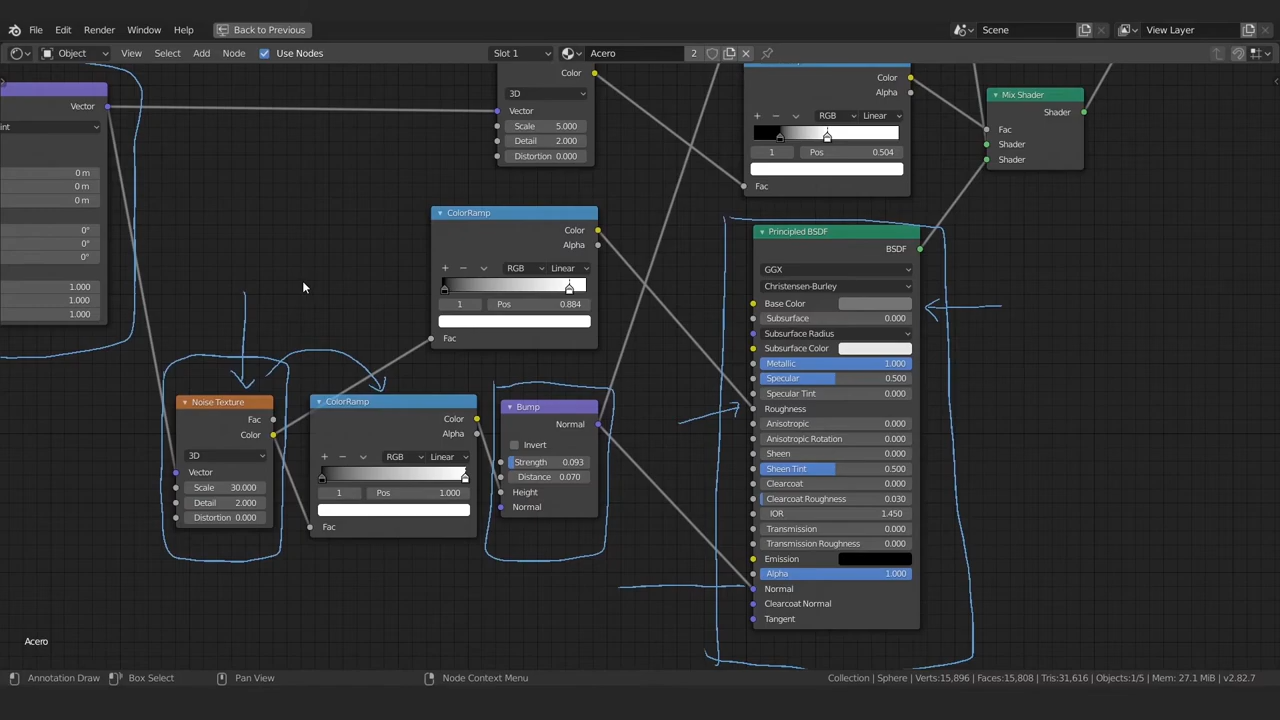 File Edit Render Window Help Back to Previous Scene View Layer
Object View Select Add Node Use Nodes Slot 1 Acero 2
Vector
int
0 m
0 m
0 m
0°
0°
0°
1.000
1.000
1.000
Color
3D
Vector
Scale 5.000
Detail 2.000
Distortion 0.000
Color
Alpha
RGB Linear
1 Pos 0.504
Fac
Mix Shader
Shader
Fac
Shader
Shader
ColorRamp
Color
Alpha
RGB Linear
1 Pos 0.884
Fac
Noise Texture
Fac
Color
3D
Vector
Scale 30.000
Detail 2.000
Distortion 0.000
ColorRamp
Color
Alpha
RGB Linear
1 Pos 1.000
Fac
Bump
Normal
Invert
Strength 0.093
Distance 0.070
Height
Normal
Principled BSDF
BSDF
GGX
Christensen-Burley
Base Color
Subsurface 0.000
Subsurface Radius
Subsurface Color
Metallic 1.000
Specular 0.500
Specular Tint 0.000
Roughness
Anisotropic 0.000
Anisotropic Rotation 0.000
Sheen 0.000
Sheen Tint 0.500
Clearcoat 0.000
Clearcoat Roughness 0.030
IOR 1.450
Transmission 0.000
Transmission Roughness 0.000
Emission
Alpha 1.000
Normal
Clearcoat Normal
Tangent
Acero
Annotation Draw Box Select Pan View Node Context Menu Collection | Sphere | Verts:15,896 | Faces:15,808 | Tris:31,616 | Objects:1/5 | Mem: 27.1 MiB | v2.82.7